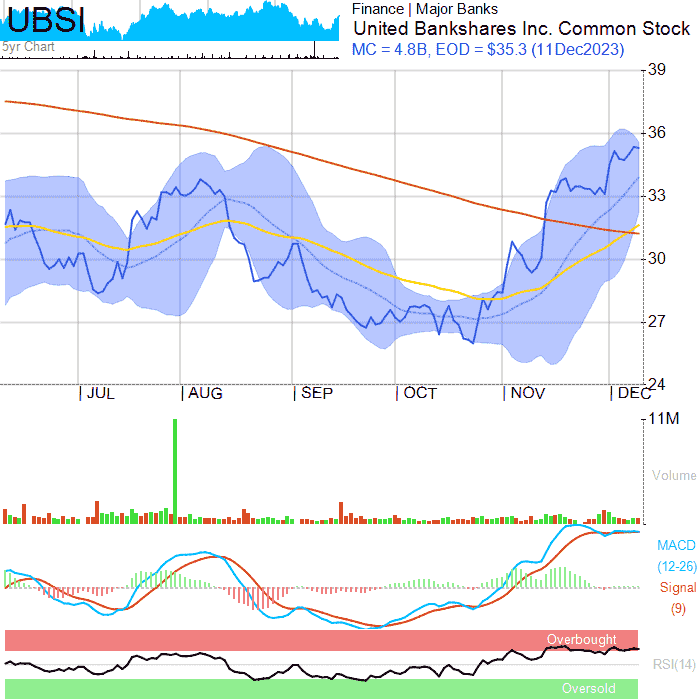 UBSI
5yr Chart
Finance | Major Banks
United Bankshares Inc. Common Stock
MC = 4.8B, EOD = $35.3 (11Dec2023)
39
36
33
30
27
24
JUL AUG SEP OCT NOV DEC
11M
Volume
MACD
(12-26)
Signal
(9)
Overbought
RSI(14)
Oversold